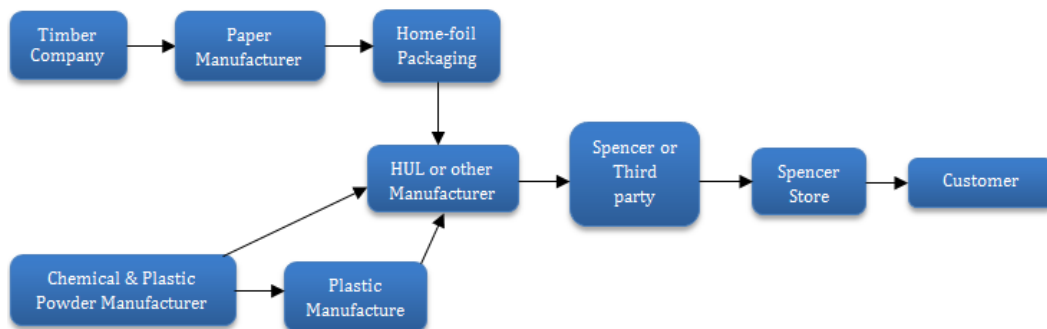 Timber
Company
Paper
Manufacturer
Home-foil
Packaging
HUL or other
Manufacturer
Spencer or
Third
party
Spencer
Store
Customer
Chemical & Plastic
Powder Manufacturer
Plastic
Manufacture